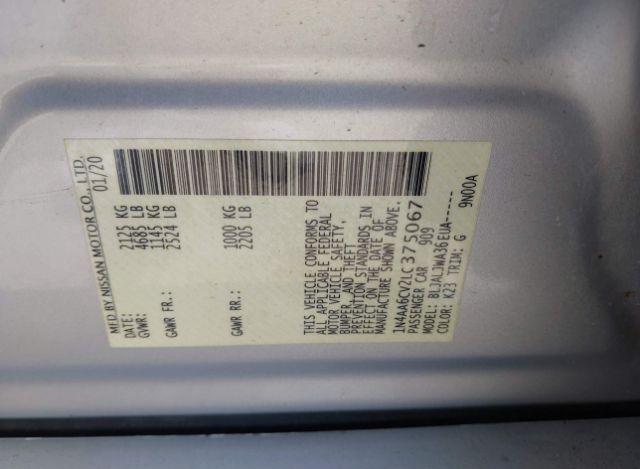 MFD BY NISSAN MOTOR CO., LTD.
DATE: 01/20
GVWR: 2125 KG
4685 LB
GAWR FR: 1145 KG
2524 LB
GAWR RR: 1000 KG
2205 LB
THIS VEHICLE CONFORMS TO
ALL APPLICABLE FEDERAL
MOTOR VEHICLE SAFETY,
BUMPER, AND THEFT
PREVENTION STANDARDS IN
EFFECT ON THE DATE OF
MANUFACTURE SHOWN ABOVE.
1N4AA6CV2LC375067
PASSENGER CAR 909
MODEL: BLJALJWA36EUA-----
COLOR: K23 TRIM: G 9N00A